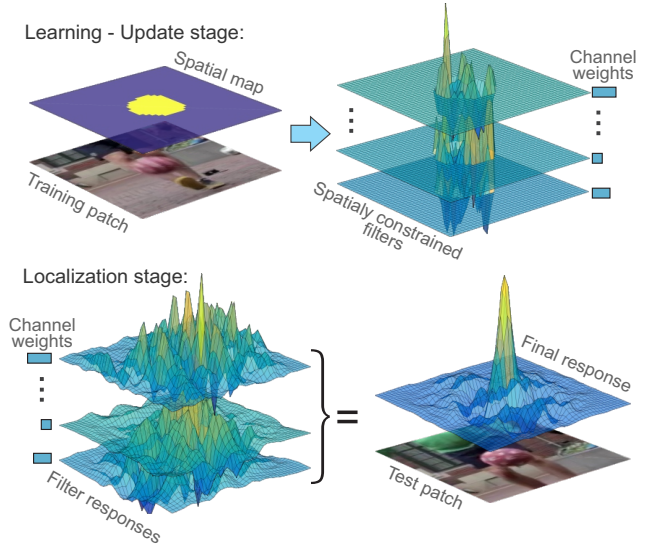 Learning - Update stage:
Spatial map
Training patch
Channel
weights
Spatialy constrained
filters
Localization stage:
Channel
weights
Filter responses
=
Final response
Test patch